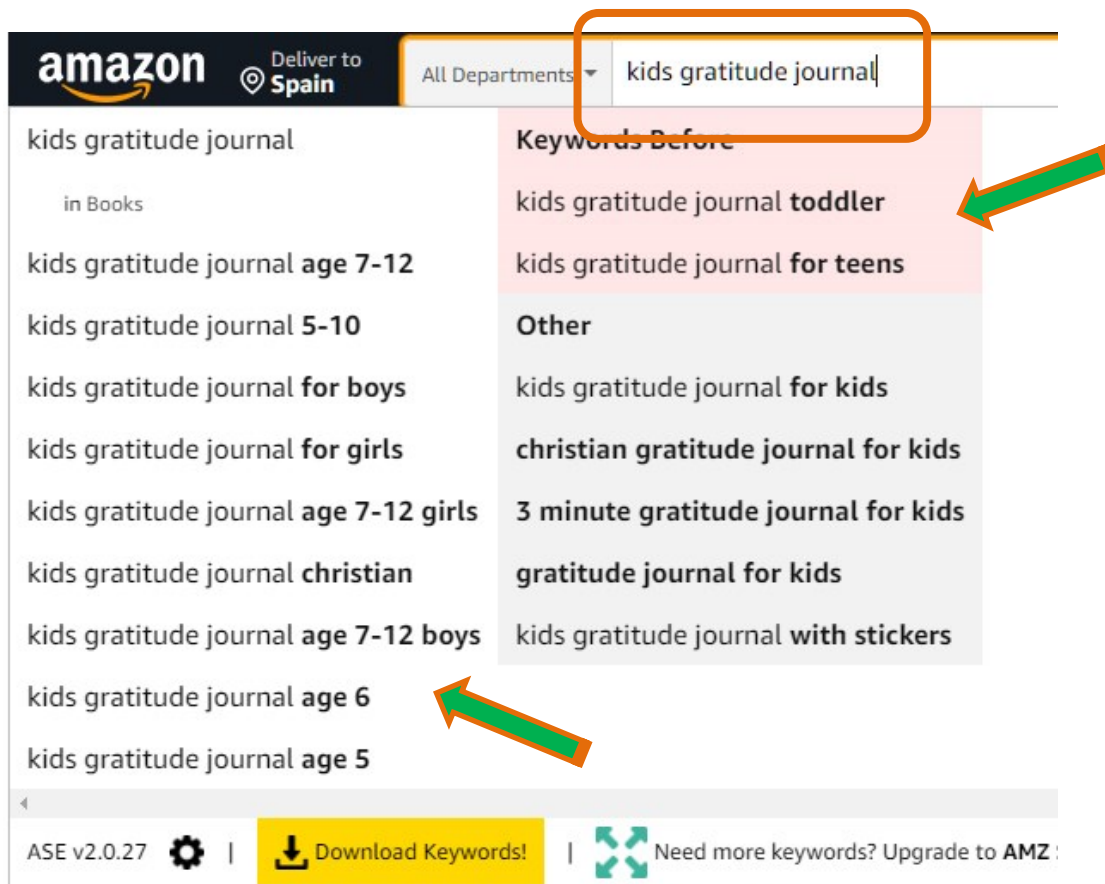 amazon
Deliver to
Spain
All Departments
kids gratitude journal
kids gratitude journal
in Books
kids gratitude journal age 7-12
kids gratitude journal 5-10
kids gratitude journal for boys
kids gratitude journal for girls
kids gratitude journal age 7-12 girls
kids gratitude journal christian
kids gratitude journal age 7-12 boys
kids gratitude journal age 6
kids gratitude journal age 5
Keywords Before
kids gratitude journal toddler
kids gratitude journal for teens
Other
kids gratitude journal for kids
christian gratitude journal for kids
3 minute gratitude journal for kids
gratitude journal for kids
kids gratitude journal with stickers
ASE v2.0.27 | Download Keywords! | Need more keywords? Upgrade to AMZ